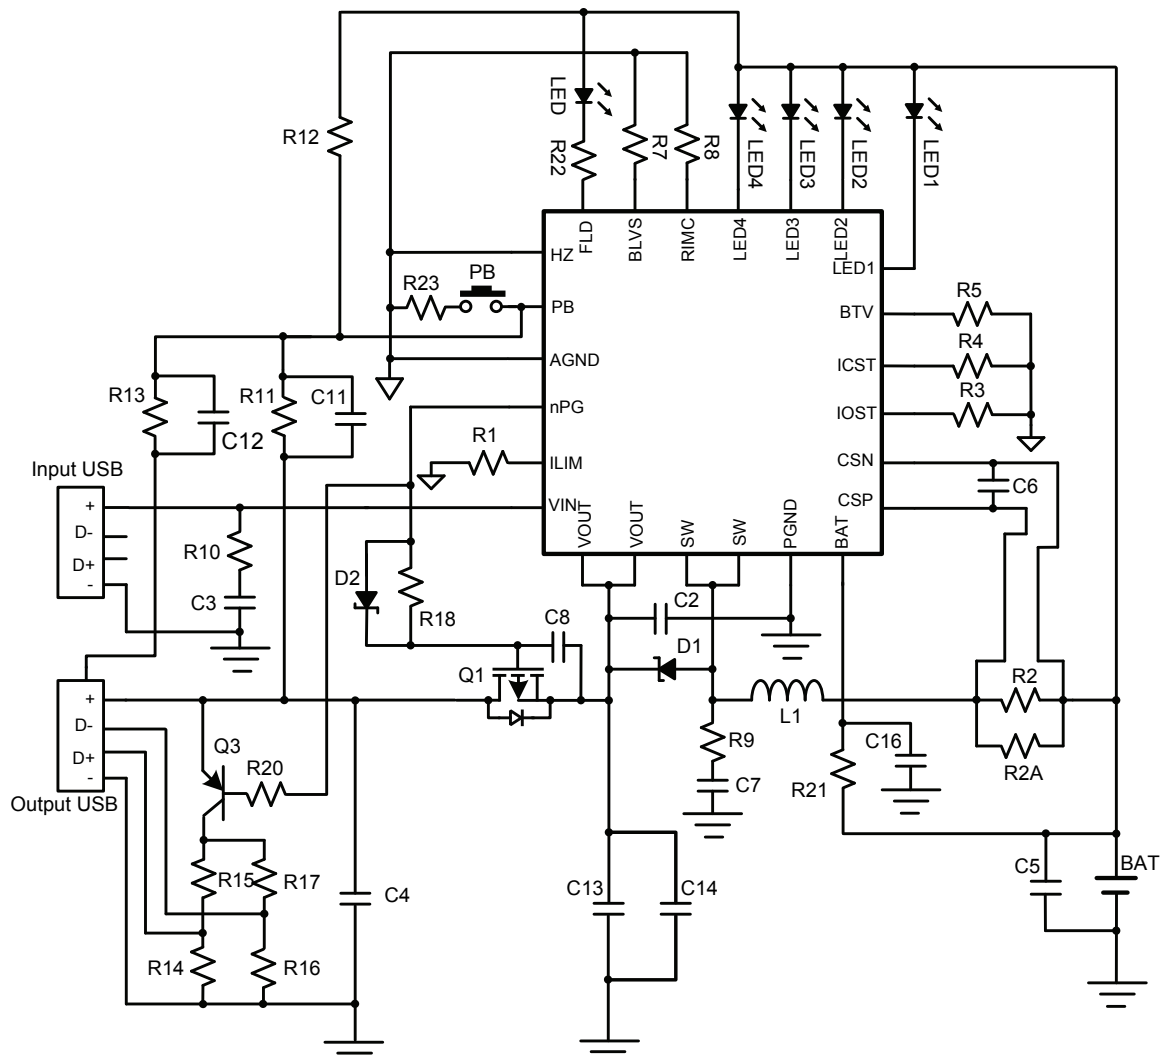 LED
R12
R22
R7
R8
LED4
LED3
LED2
LED1
FLD
BLVS
RIMC
LED4
LED3
LED2
HZ
LED1
PB
R23
PB
BTV
R5
AGND
ICST
R4
R13
C12
R11
C11
nPG
IOST
R3
R1
ILIM
CSN
C6
Input USB
+
D-
D+
-
VIN
VOUT
VOUT
SW
SW
PGND
BAT
CSP
R10
C3
D2
R18
C8
C2
D1
Q1
L1
R2
R2A
+
D-
D+
-
Output USB
Q3
R20
R9
C7
R21
C16
R15
R17
C4
C13
C14
C5
BAT
R14
R16